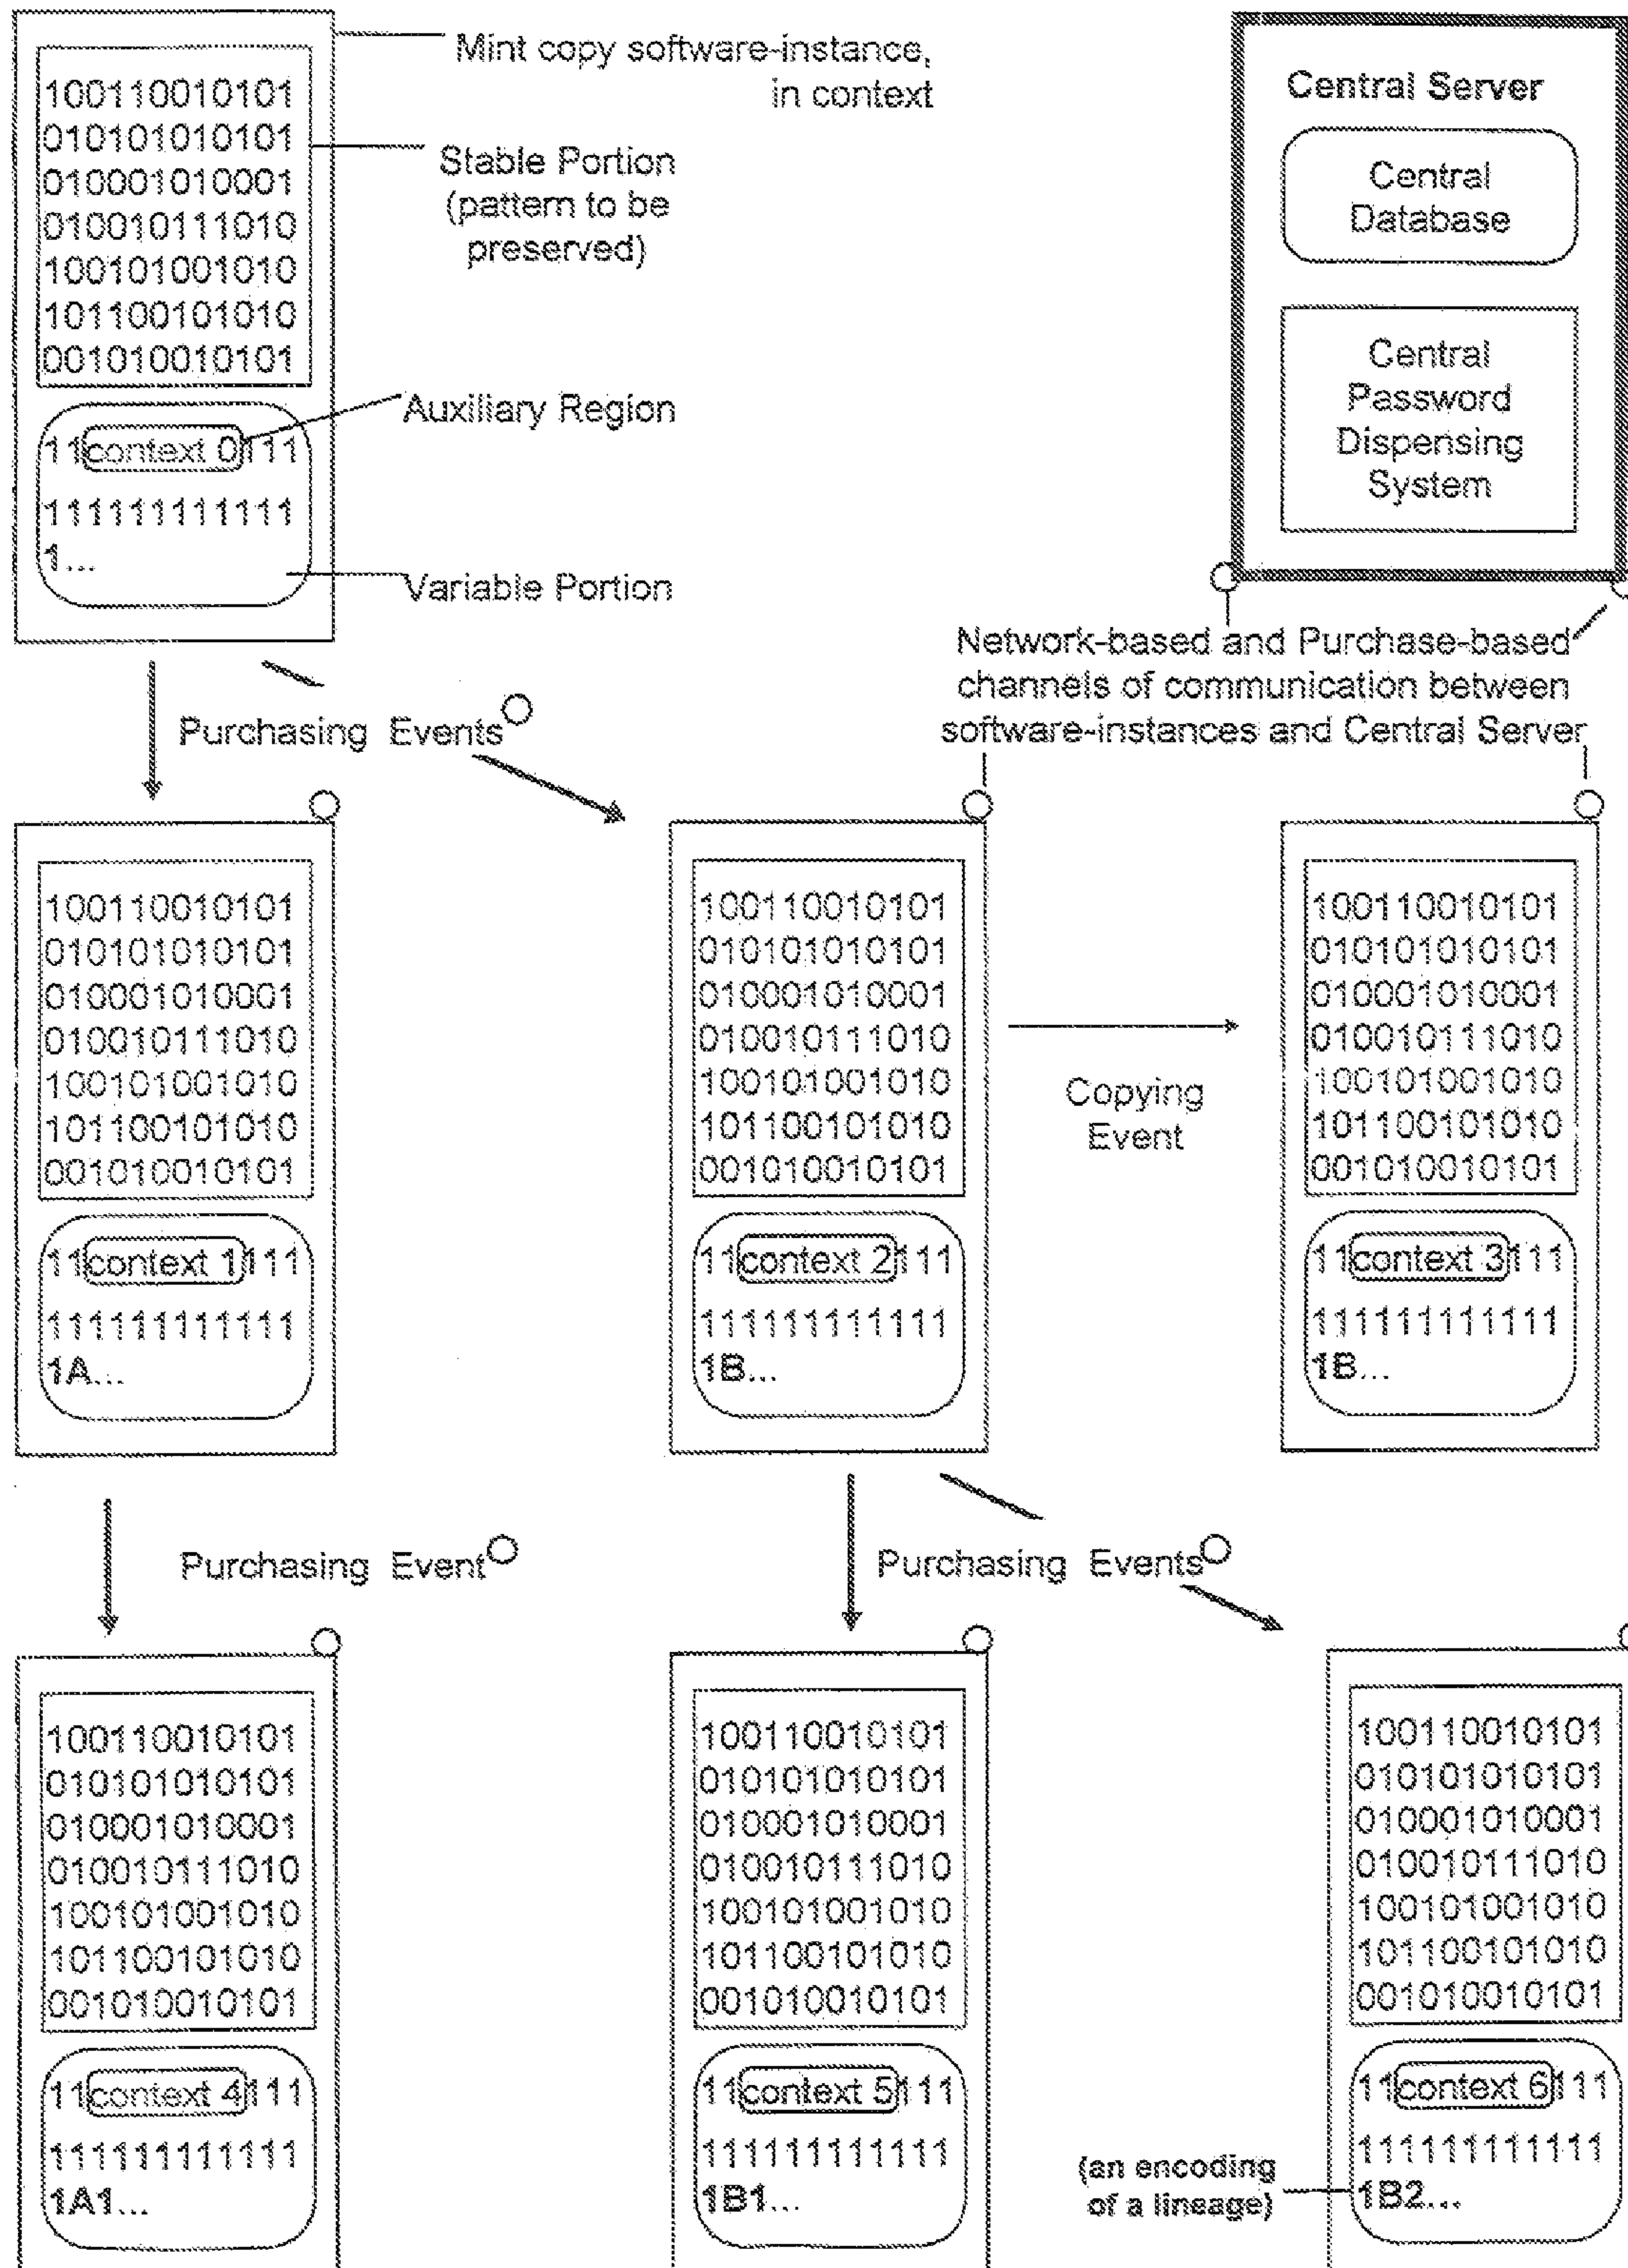 100110010101
010101010101
010001010001
010010111010
100101001010
101100101010
001010010101
11context 0111
111111111111
1...
Mint copy software-instance,
in context
Stable Portion
(pattern to be
preserved)
Auxiliary Region
Variable Portion
Central Server
Central
Database
Central
Password
Dispensing
System
Network-based and Purchase-based
channels of communication between
software-instances and Central Server
Purchasing Events
100110010101
010101010101
010001010001
010010111010
100101001010
101100101010
001010010101
11context 1111
111111111111
1A...
100110010101
010101010101
010001010001
010010111010
100101001010
101100101010
001010010101
11context 2111
111111111111
1B...
Copying
Event
100110010101
010101010101
010001010001
010010111010
100101001010
101100101010
001010010101
11context 3111
111111111111
1B...
Purchasing Event
Purchasing Events
100110010101
010101010101
010001010001
010010111010
100101001010
101100101010
001010010101
11context 4111
111111111111
1A1...
100110010101
010101010101
010001010001
010010111010
100101001010
101100101010
001010010101
11context 5111
111111111111
1B1...
(an encoding
of a lineage)
100110010101
010101010101
010001010001
010010111010
100101001010
101100101010
001010010101
11context 6111
111111111111
1B2...